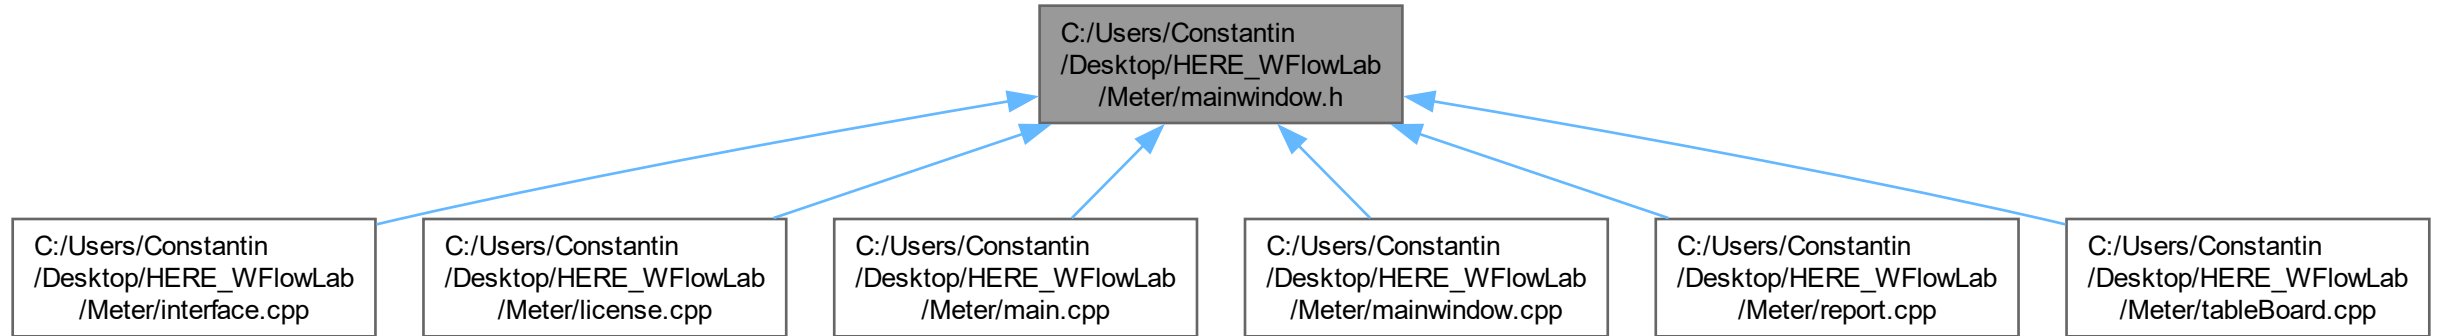 C:/Users/Constantin
/Desktop/HERE_WFlowLab
/Meter/mainwindow.h
C:/Users/Constantin
/Desktop/HERE_WFlowLab
/Meter/interface.cpp
C:/Users/Constantin
/Desktop/HERE_WFlowLab
/Meter/license.cpp
C:/Users/Constantin
/Desktop/HERE_WFlowLab
/Meter/main.cpp
C:/Users/Constantin
/Desktop/HERE_WFlowLab
/Meter/mainwindow.cpp
C:/Users/Constantin
/Desktop/HERE_WFlowLab
/Meter/report.cpp
C:/Users/Constantin
/Desktop/HERE_WFlowLab
/Meter/tableBoard.cpp